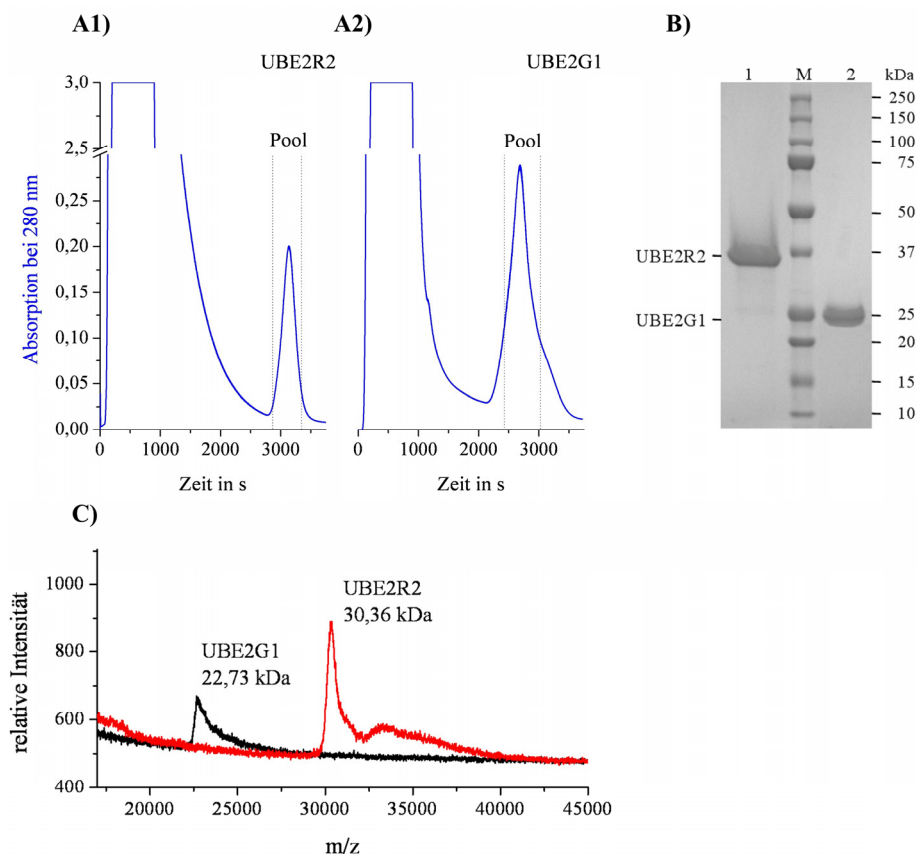 A1)
A2)
B)
UBE2R2
UBE2G1
3,0
2,5
0,25
0,20
0,15
0,10
0,05
0,00
Absorption bei 280 nm
Pool
Pool
0 1000 2000 3000
0 1000 2000 3000
Zeit in s
Zeit in s
1 M 2 kDa
250
150
100
75
50
37
25
20
15
10
UBE2R2
UBE2G1
C)
relative Intensität
1000
800
600
400
UBE2R2
30,36 kDa
UBE2G1
22,73 kDa
20000 25000 30000 35000 40000 45000
m/z